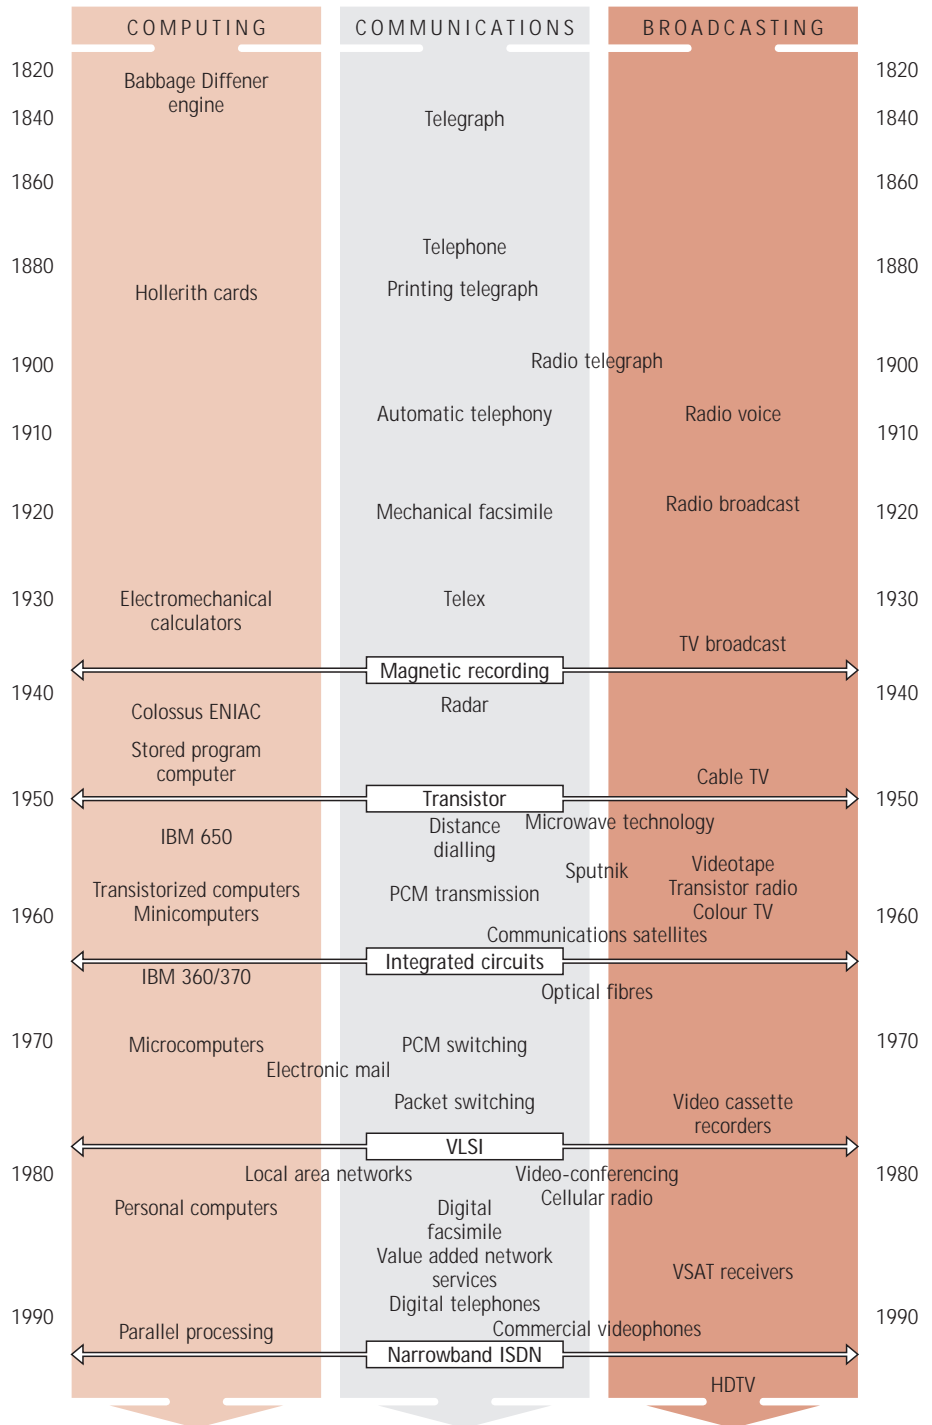 COMPUTING COMMUNICATIONS BROADCASTING
1820 1820
Babbage Diffener
engine
1840 Telegraph 1840
1860 1860
Telephone
1880 1880
Hollerith cards Printing telegraph
Radio telegraph
1900 1900
Automatic telephony Radio voice
1910 1910
Radio broadcast
1920 Mechanical facsimile 1920
1930 Electromechanical Telex 1930
calculators
TV broadcast
Magnetic recording
1940 1940
Radar
Colossus ENIAC
Stored program
computer
Cable TV
1950 Transistor 1950
Distance Microwave technology
dialling
IBM 650
Sputnik Videotape
Transistorized computers PCM transmission Transistor radio
1960 Minicomputers Colour TV 1960
Communications satellites
Integrated circuits
IBM 360/370
Optical fibres
1970 Microcomputers PCM switching 1970
Electronic mail
Packet switching Video cassette
recorders
VLSI
1980 Local area networks Video-conferencing 1980
Cellular radio
Personal computers Digital
facsimile
Value added network
services
VSAT receivers
Digital telephones
1990 1990
Parallel processing Commercial videophones
Narrowband ISDN
HDTV